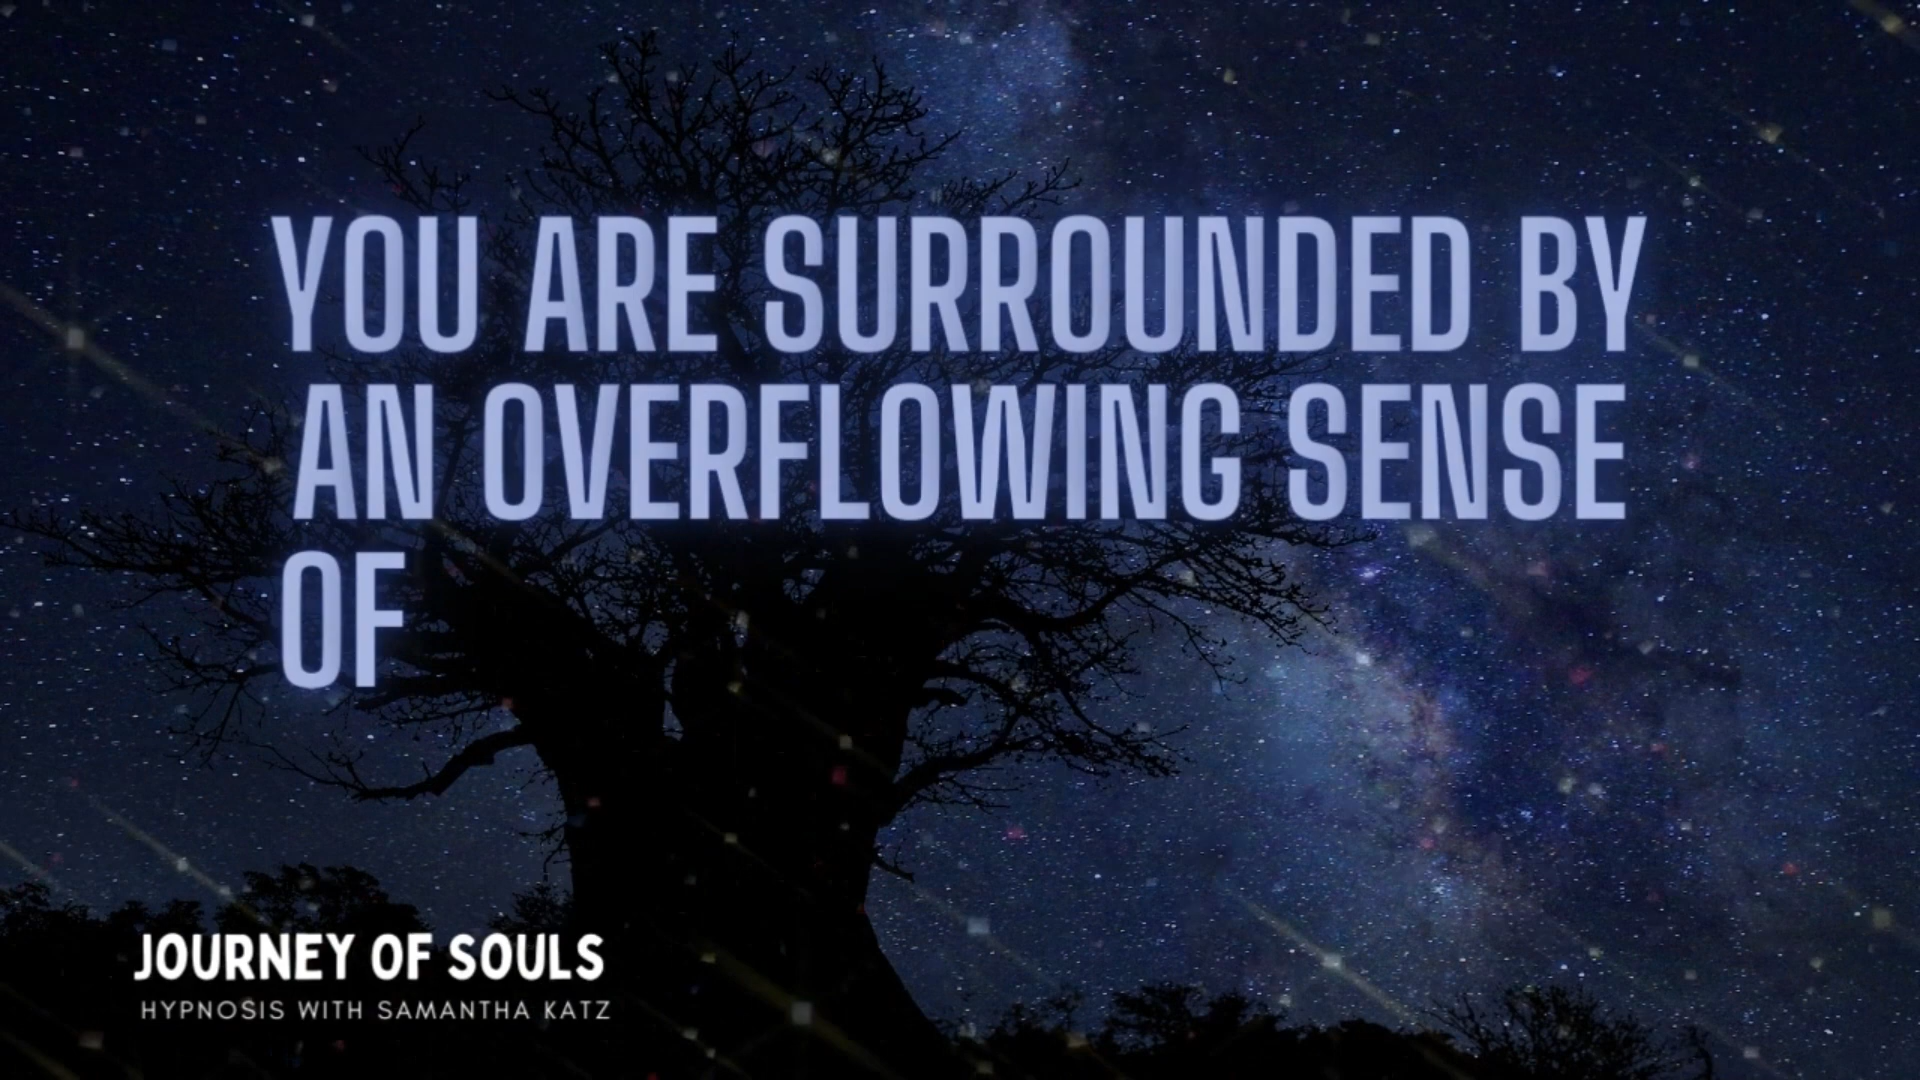 YOU ARE SURROUNDED BY
AN OVERFLOWING SENSE
OF
JOURNEY OF SOULS
HYPNOSIS WITH SAMANTHA KATZ